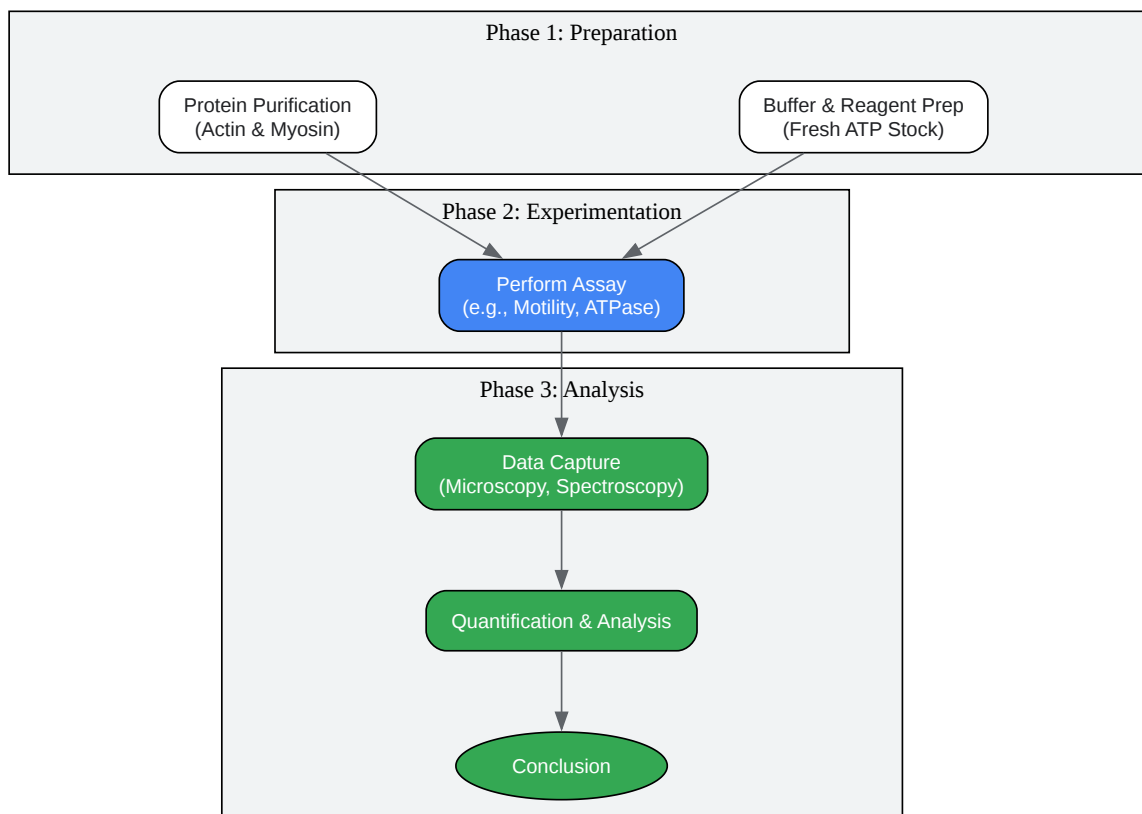 Phase 1: Preparation
Protein Purification
(Actin & Myosin)
Buffer & Reagent Prep
(Fresh ATP Stock)
Phase 2: Experimentation
Perform Assay
(e.g., Motility, ATPase)
Phase 3: Analysis
Data Capture
(Microscopy, Spectroscopy)
Quantification & Analysis
Conclusion